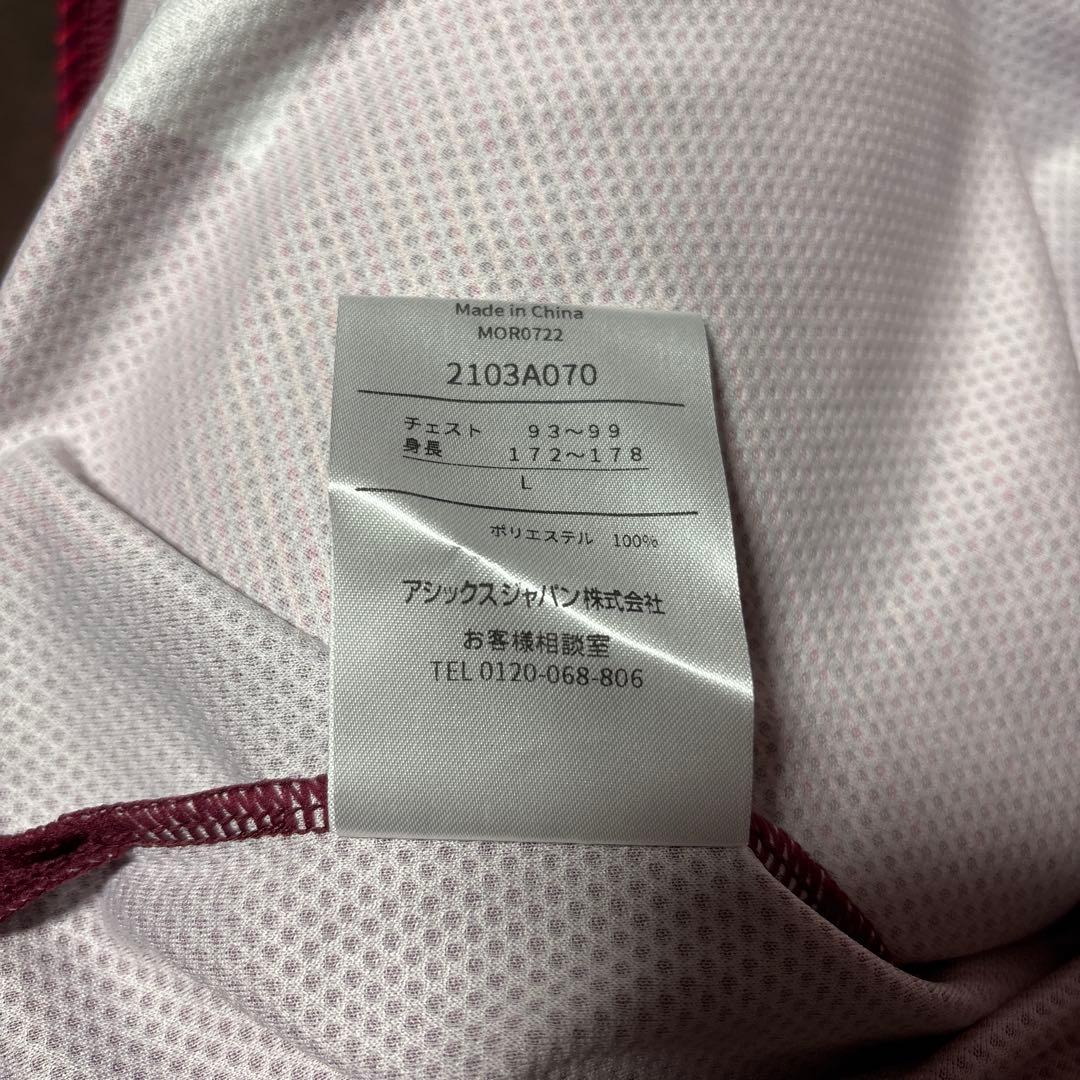 Made in China
MOR0722
2103A070
チェスト 93～99
身長 172～178
L
ポリエステル 100%
アシックスジャパン株式会社
お客様相談室
TEL 0120-068-806